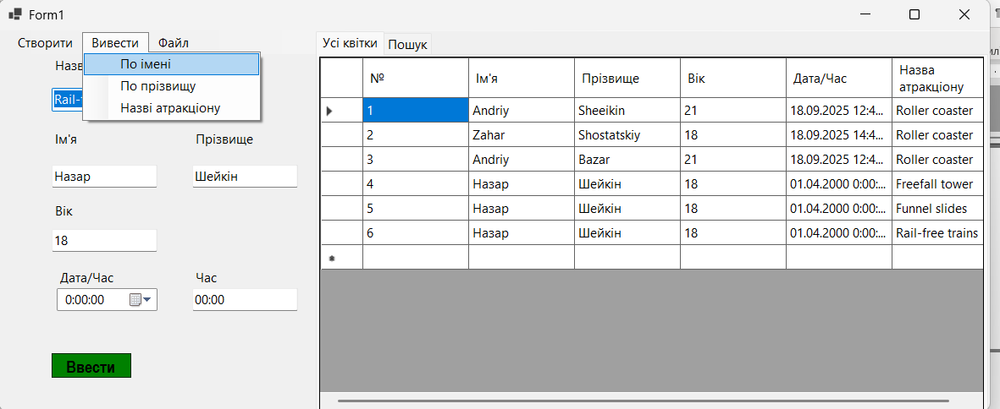 Form1
Створити Вивести Файл
По імені
По прізвищу
Назві атракціону
Ім'я Прізвище
Назар Шейкін
Вік
18
Дата/Час Час
0:00:00 00:00
Ввести
Усі квітки Пошук
№ Ім'я Прізвище Вік Дата/Час Назва атракціону
1 Andriy Sheeikin 21 18.09.2025 12:4... Roller coaster
2 Zahar Shostatskiy 18 18.09.2025 14:4... Roller coaster
3 Andriy Bazar 21 18.09.2025 12:4... Roller coaster
4 Назар Шейкін 18 01.04.2000 0:00:... Freefall tower
5 Назар Шейкін 18 01.04.2000 0:00:... Funnel slides
6 Назар Шейкін 18 01.04.2000 0:00:... Rail-free trains